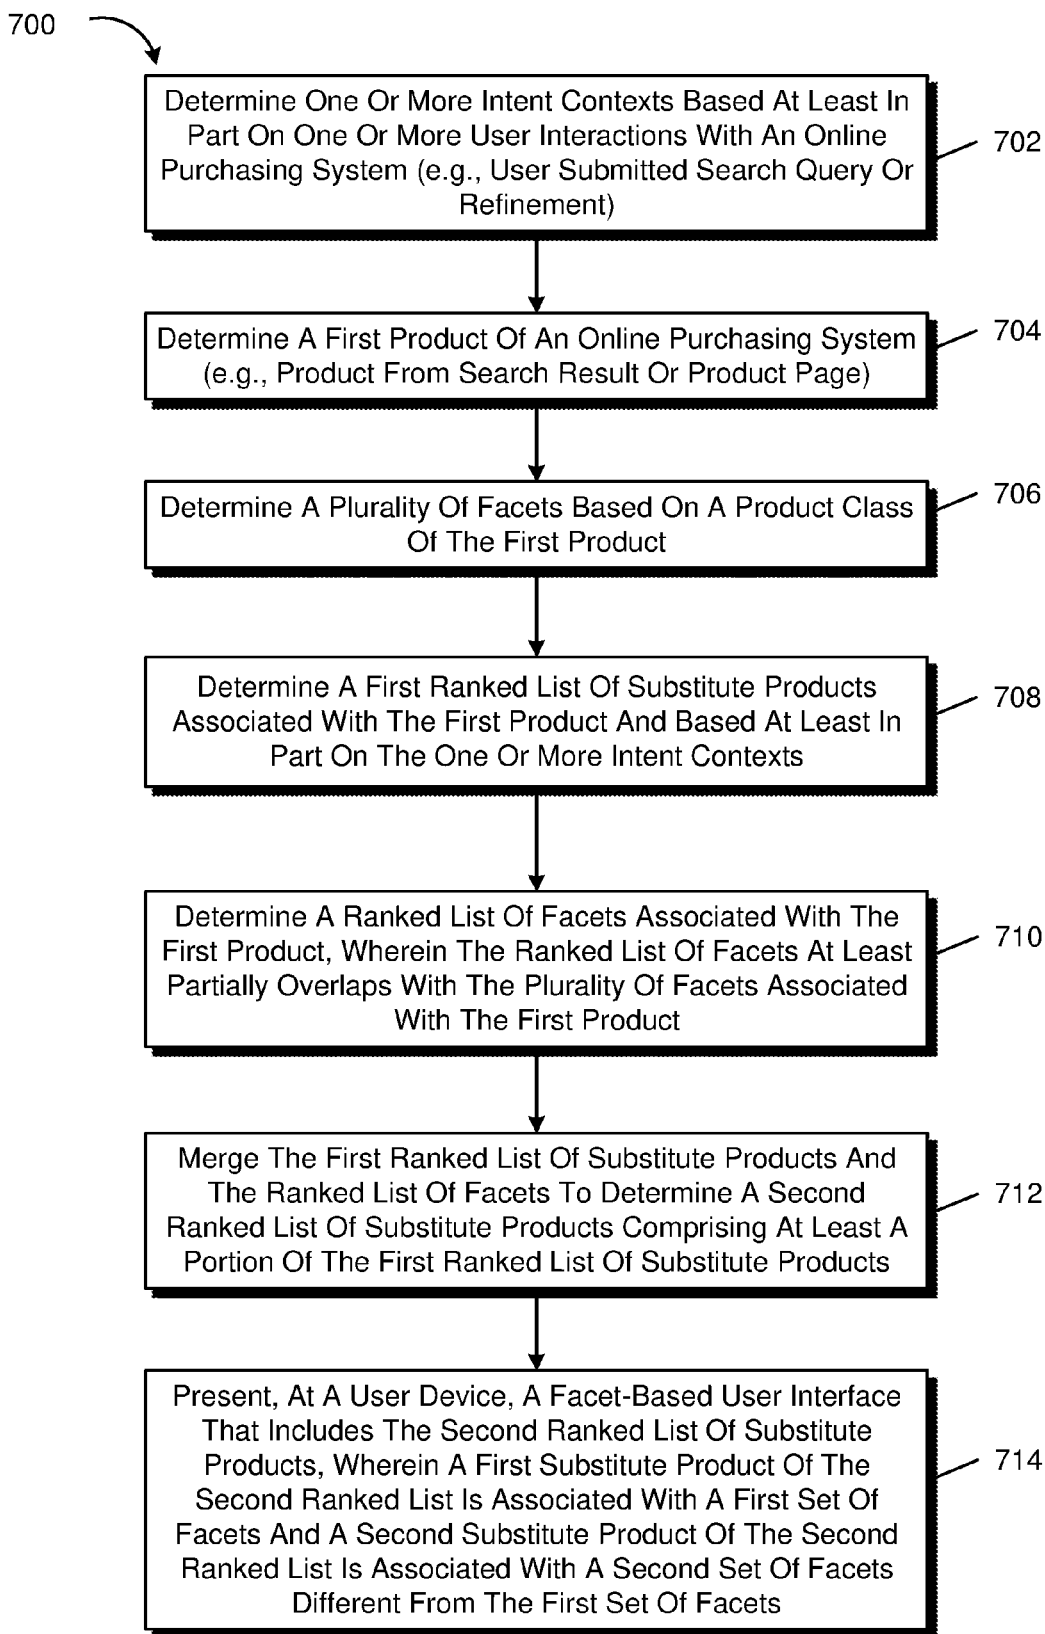 700
Determine One Or More Intent Contexts Based At Least In
Part On One Or More User Interactions With An Online
Purchasing System (e.g., User Submitted Search Query Or
Refinement)
702
Determine A First Product Of An Online Purchasing System
(e.g., Product From Search Result Or Product Page)
704
Determine A Plurality Of Facets Based On A Product Class
Of The First Product
706
Determine A First Ranked List Of Substitute Products
Associated With The First Product And Based At Least In
Part On The One Or More Intent Contexts
708
Determine A Ranked List Of Facets Associated With The
First Product, Wherein The Ranked List Of Facets At Least
Partially Overlaps With The Plurality Of Facets Associated
With The First Product
710
Merge The First Ranked List Of Substitute Products And
The Ranked List Of Facets To Determine A Second
Ranked List Of Substitute Products Comprising At Least A
Portion Of The First Ranked List Of Substitute Products
712
Present, At A User Device, A Facet-Based User Interface
That Includes The Second Ranked List Of Substitute
Products, Wherein A First Substitute Product Of The
Second Ranked List Is Associated With A First Set Of
Facets And A Second Substitute Product Of The Second
Ranked List Is Associated With A Second Set Of Facets
Different From The First Set Of Facets
714